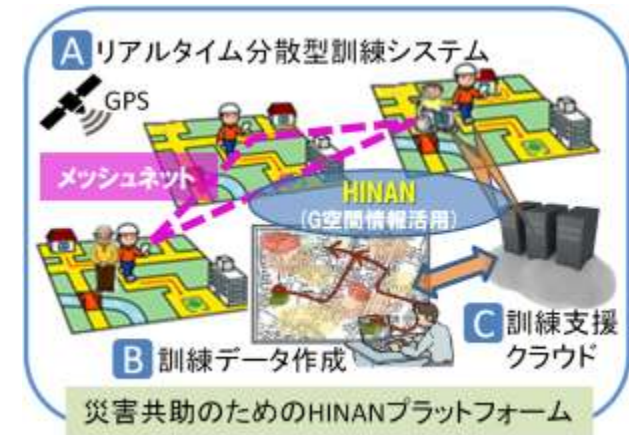 A リアルタイム分散型訓練システム
GPS
メッシュネット
HINAN
(G空間情報活用)
B 訓練データ作成
C 訓練支援
クラウド
災害共助のためのHINANプラットフォーム